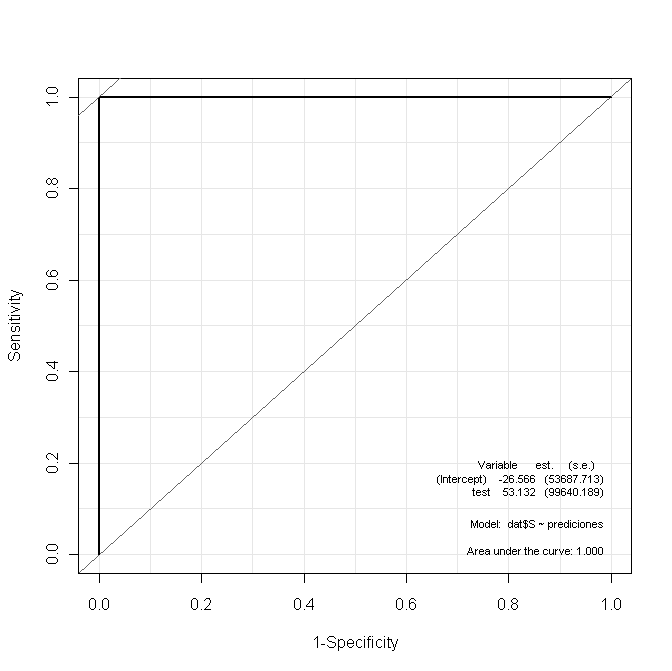 1.0
0.8
0.6
0.4
0.2
0.0
Sensitivity
Variable est. (s.e.)
(Intercept) -26.566 (53687.713)
test 53.132 (99640.189)
Model: dat$S ~ prediciones
Area under the curve: 1.000
0.0 0.2 0.4 0.6 0.8 1.0
1-Specificity